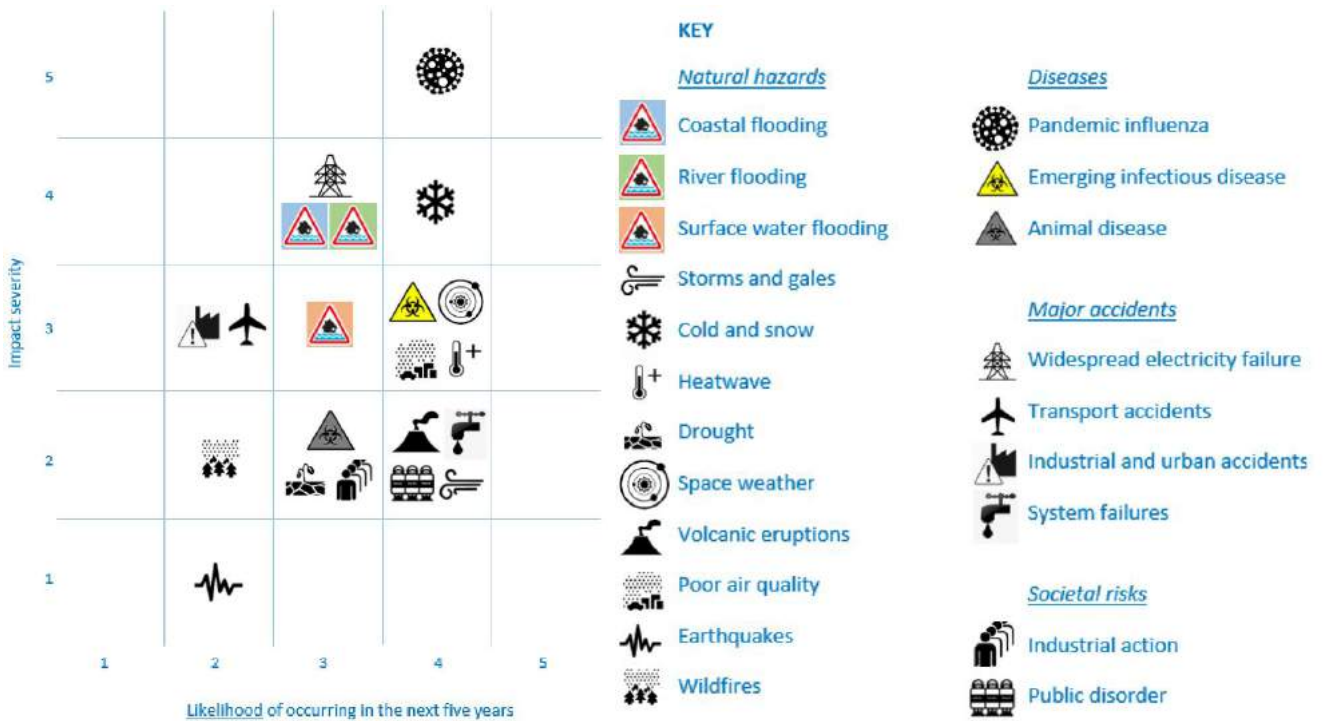 Impact severity
5
4
3
2
1
1 2 3 4 5
Likelihood of occurring in the next five years
KEY
Natural hazards
Coastal flooding
River flooding
Surface water flooding
Storms and gales
Cold and snow
Heatwave
Drought
Space weather
Volcanic eruptions
Poor air quality
Earthquakes
Wildfires
Diseases
Pandemic influenza
Emerging infectious disease
Animal disease
Major accidents
Widespread electricity failure
Transport accidents
Industrial and urban accidents
System failures
Societal risks
Industrial action
Public disorder